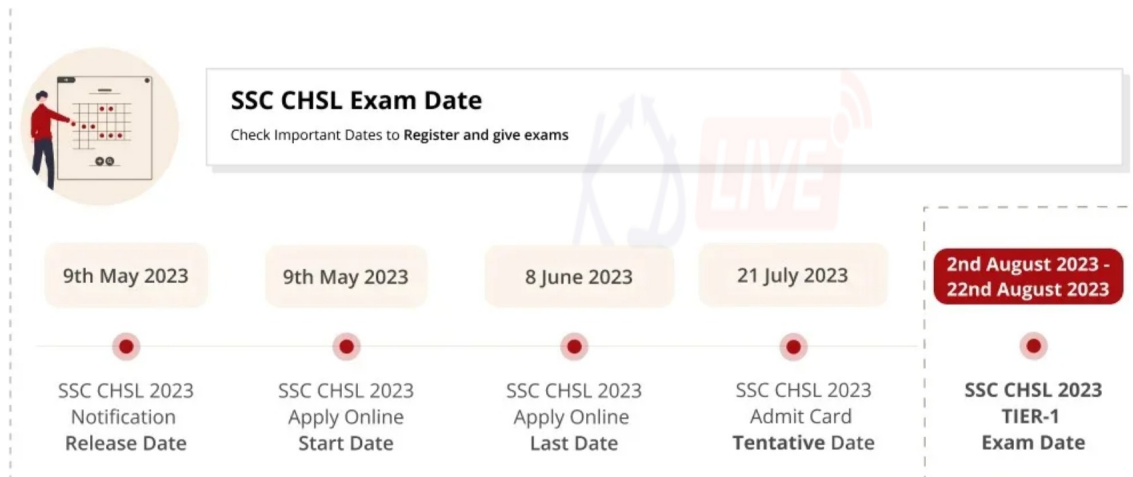 SSC CHSL Exam Date
Check Important Dates to Register and give exams
LIVE
9th May 2023
9th May 2023
8 June 2023
21 July 2023
2nd August 2023 -
22nd August 2023
SSC CHSL 2023
Notification
Release Date
SSC CHSL 2023
Apply Online
Start Date
SSC CHSL 2023
Apply Online
Last Date
SSC CHSL 2023
Admit Card
Tentative Date
SSC CHSL 2023
TIER-1
Exam Date